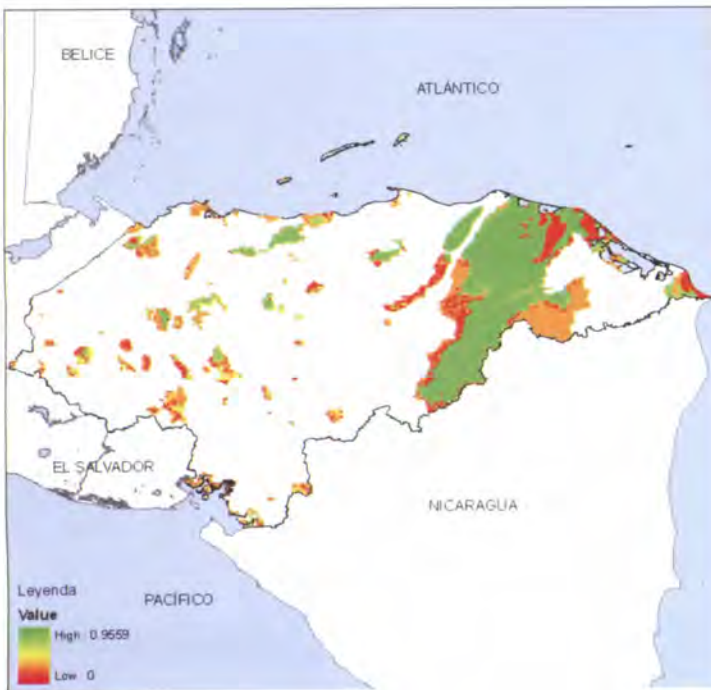 BELICE
ATLÁNTICO
EL SALVADOR
NICARAGUA
PACÍFICO
Leyenda
Value
High 0.9559
Low 0